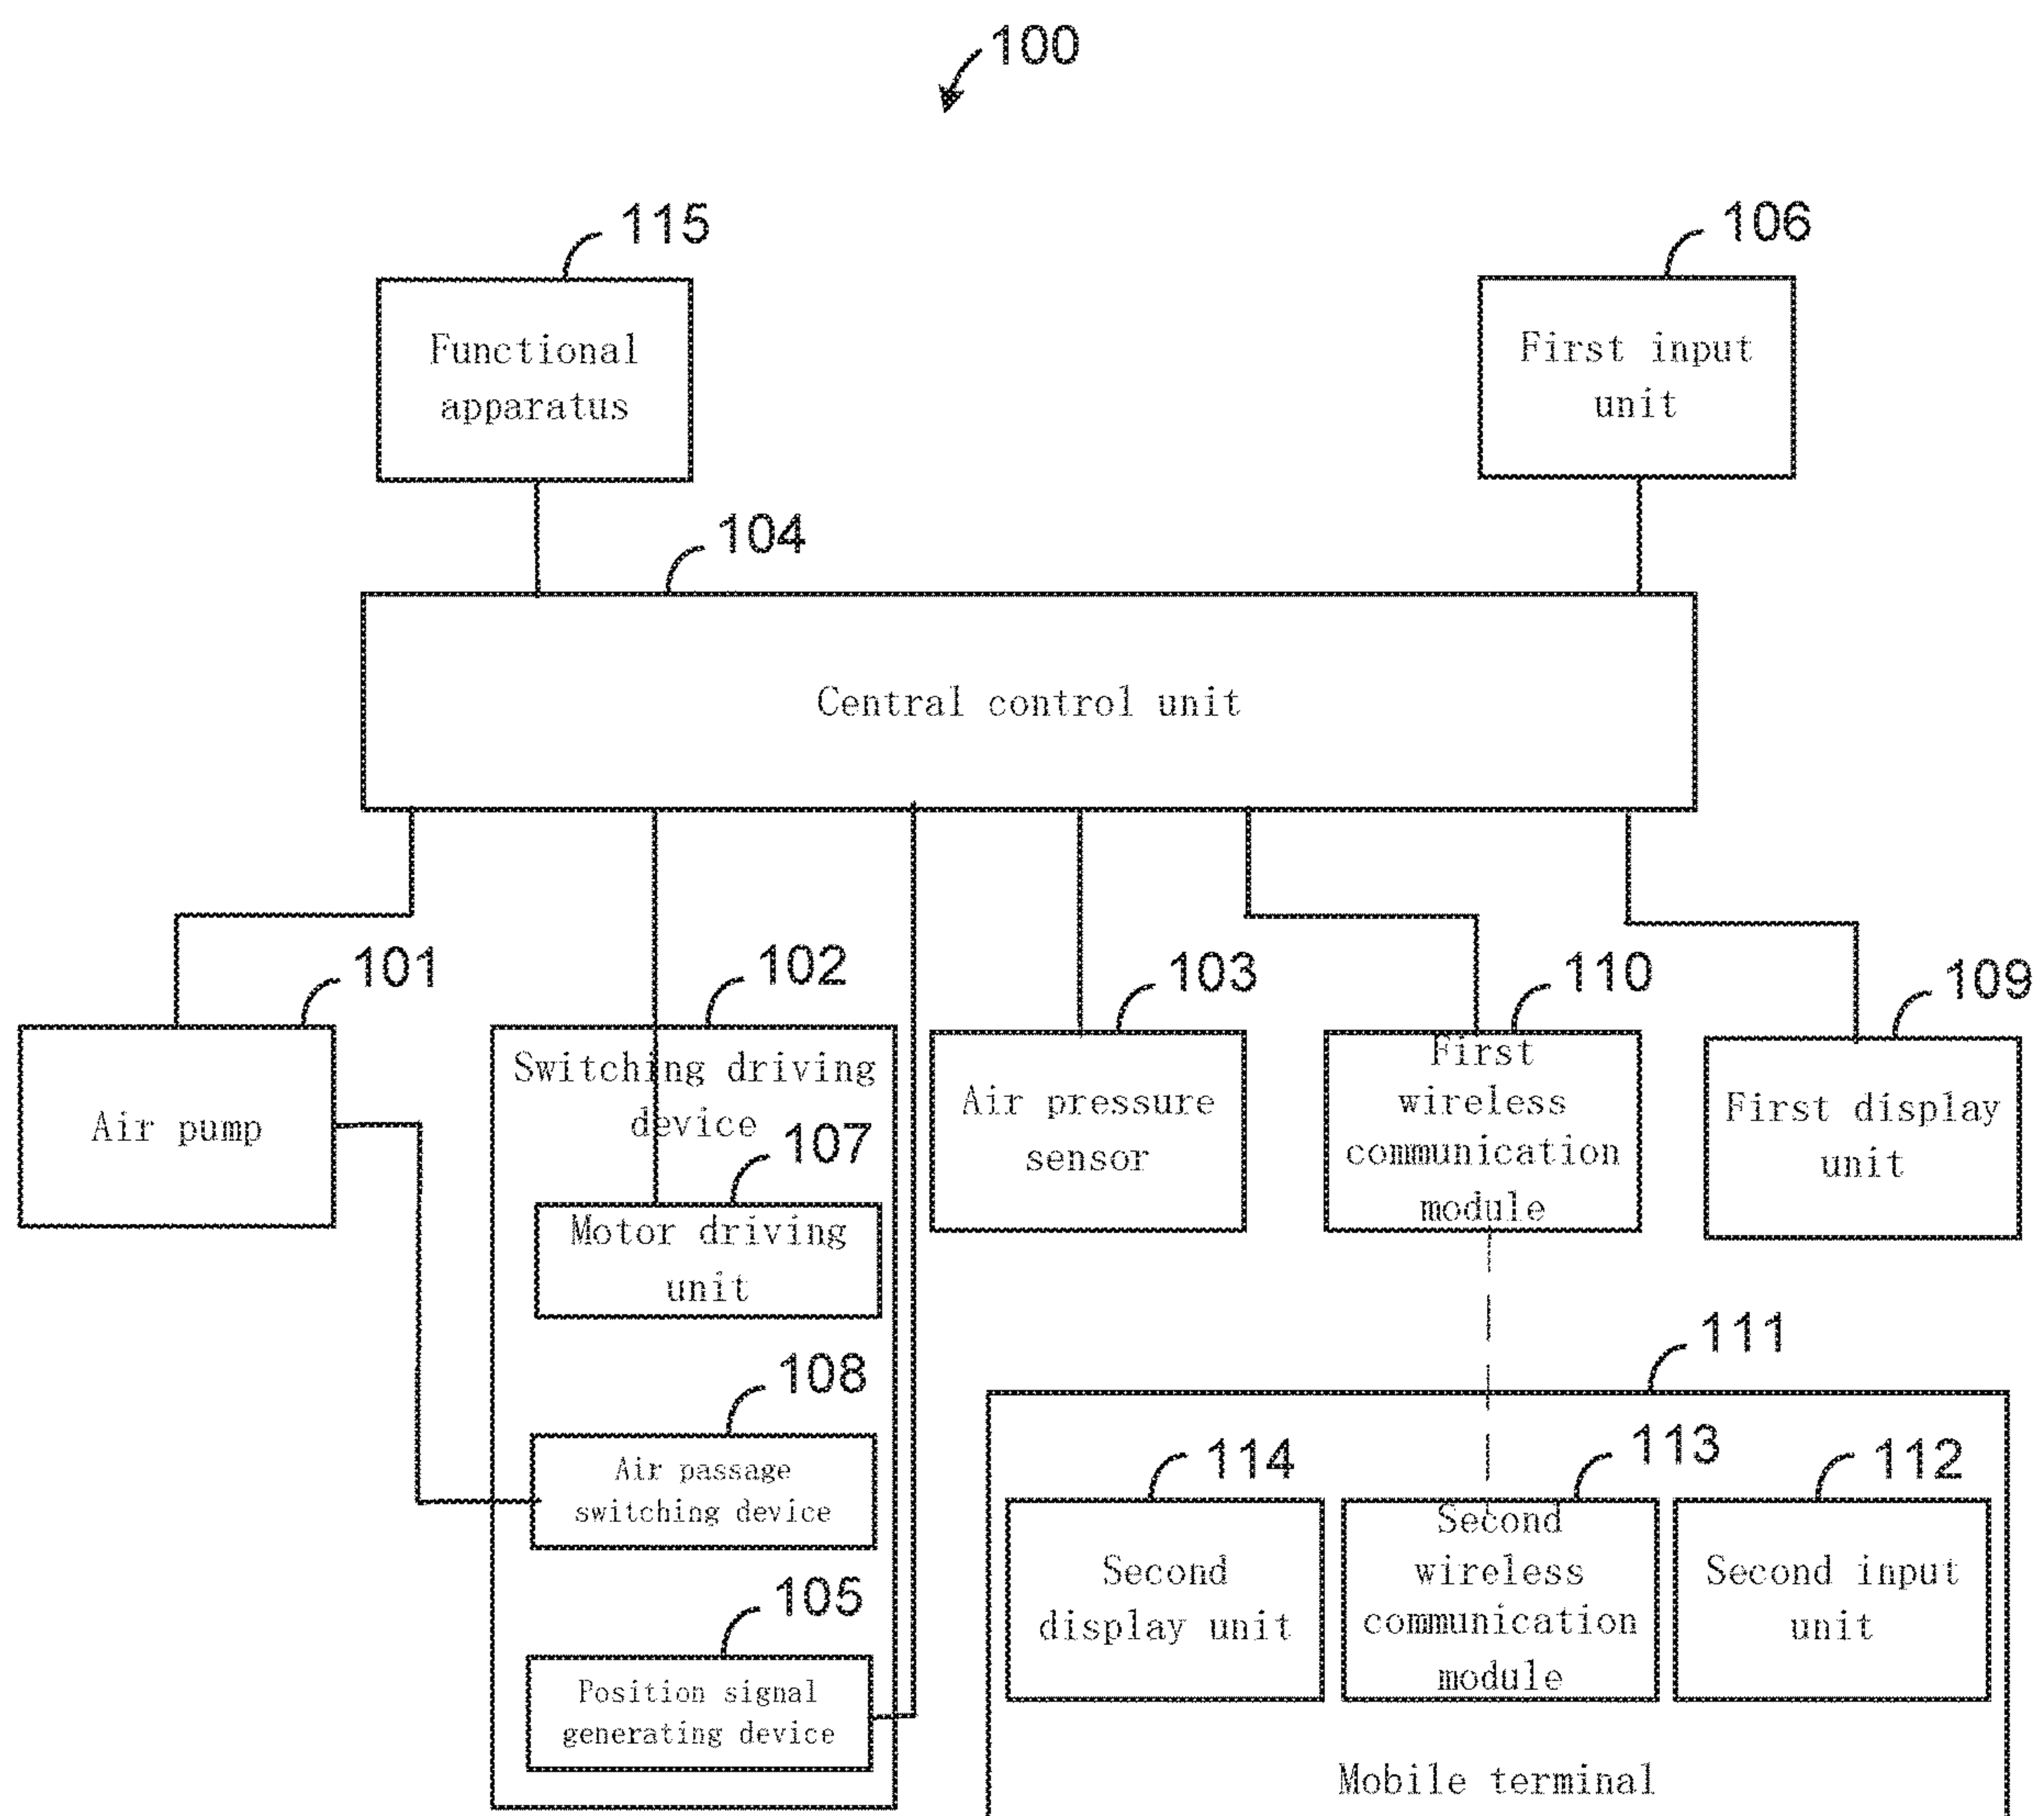 100
115
106
Functional
apparatus
First input
unit
104
Central control unit
101
102
103
110
109
Air pump
Switching driving
device
Air pressure
sensor
First
wireless
communication
module
First display
unit
107
Motor driving
unit
111
108
Air passage
switching device
114
113
112
Second
display unit
Second
wireless
communication
module
Second input
unit
105
Position signal
generating device
Mobile terminal